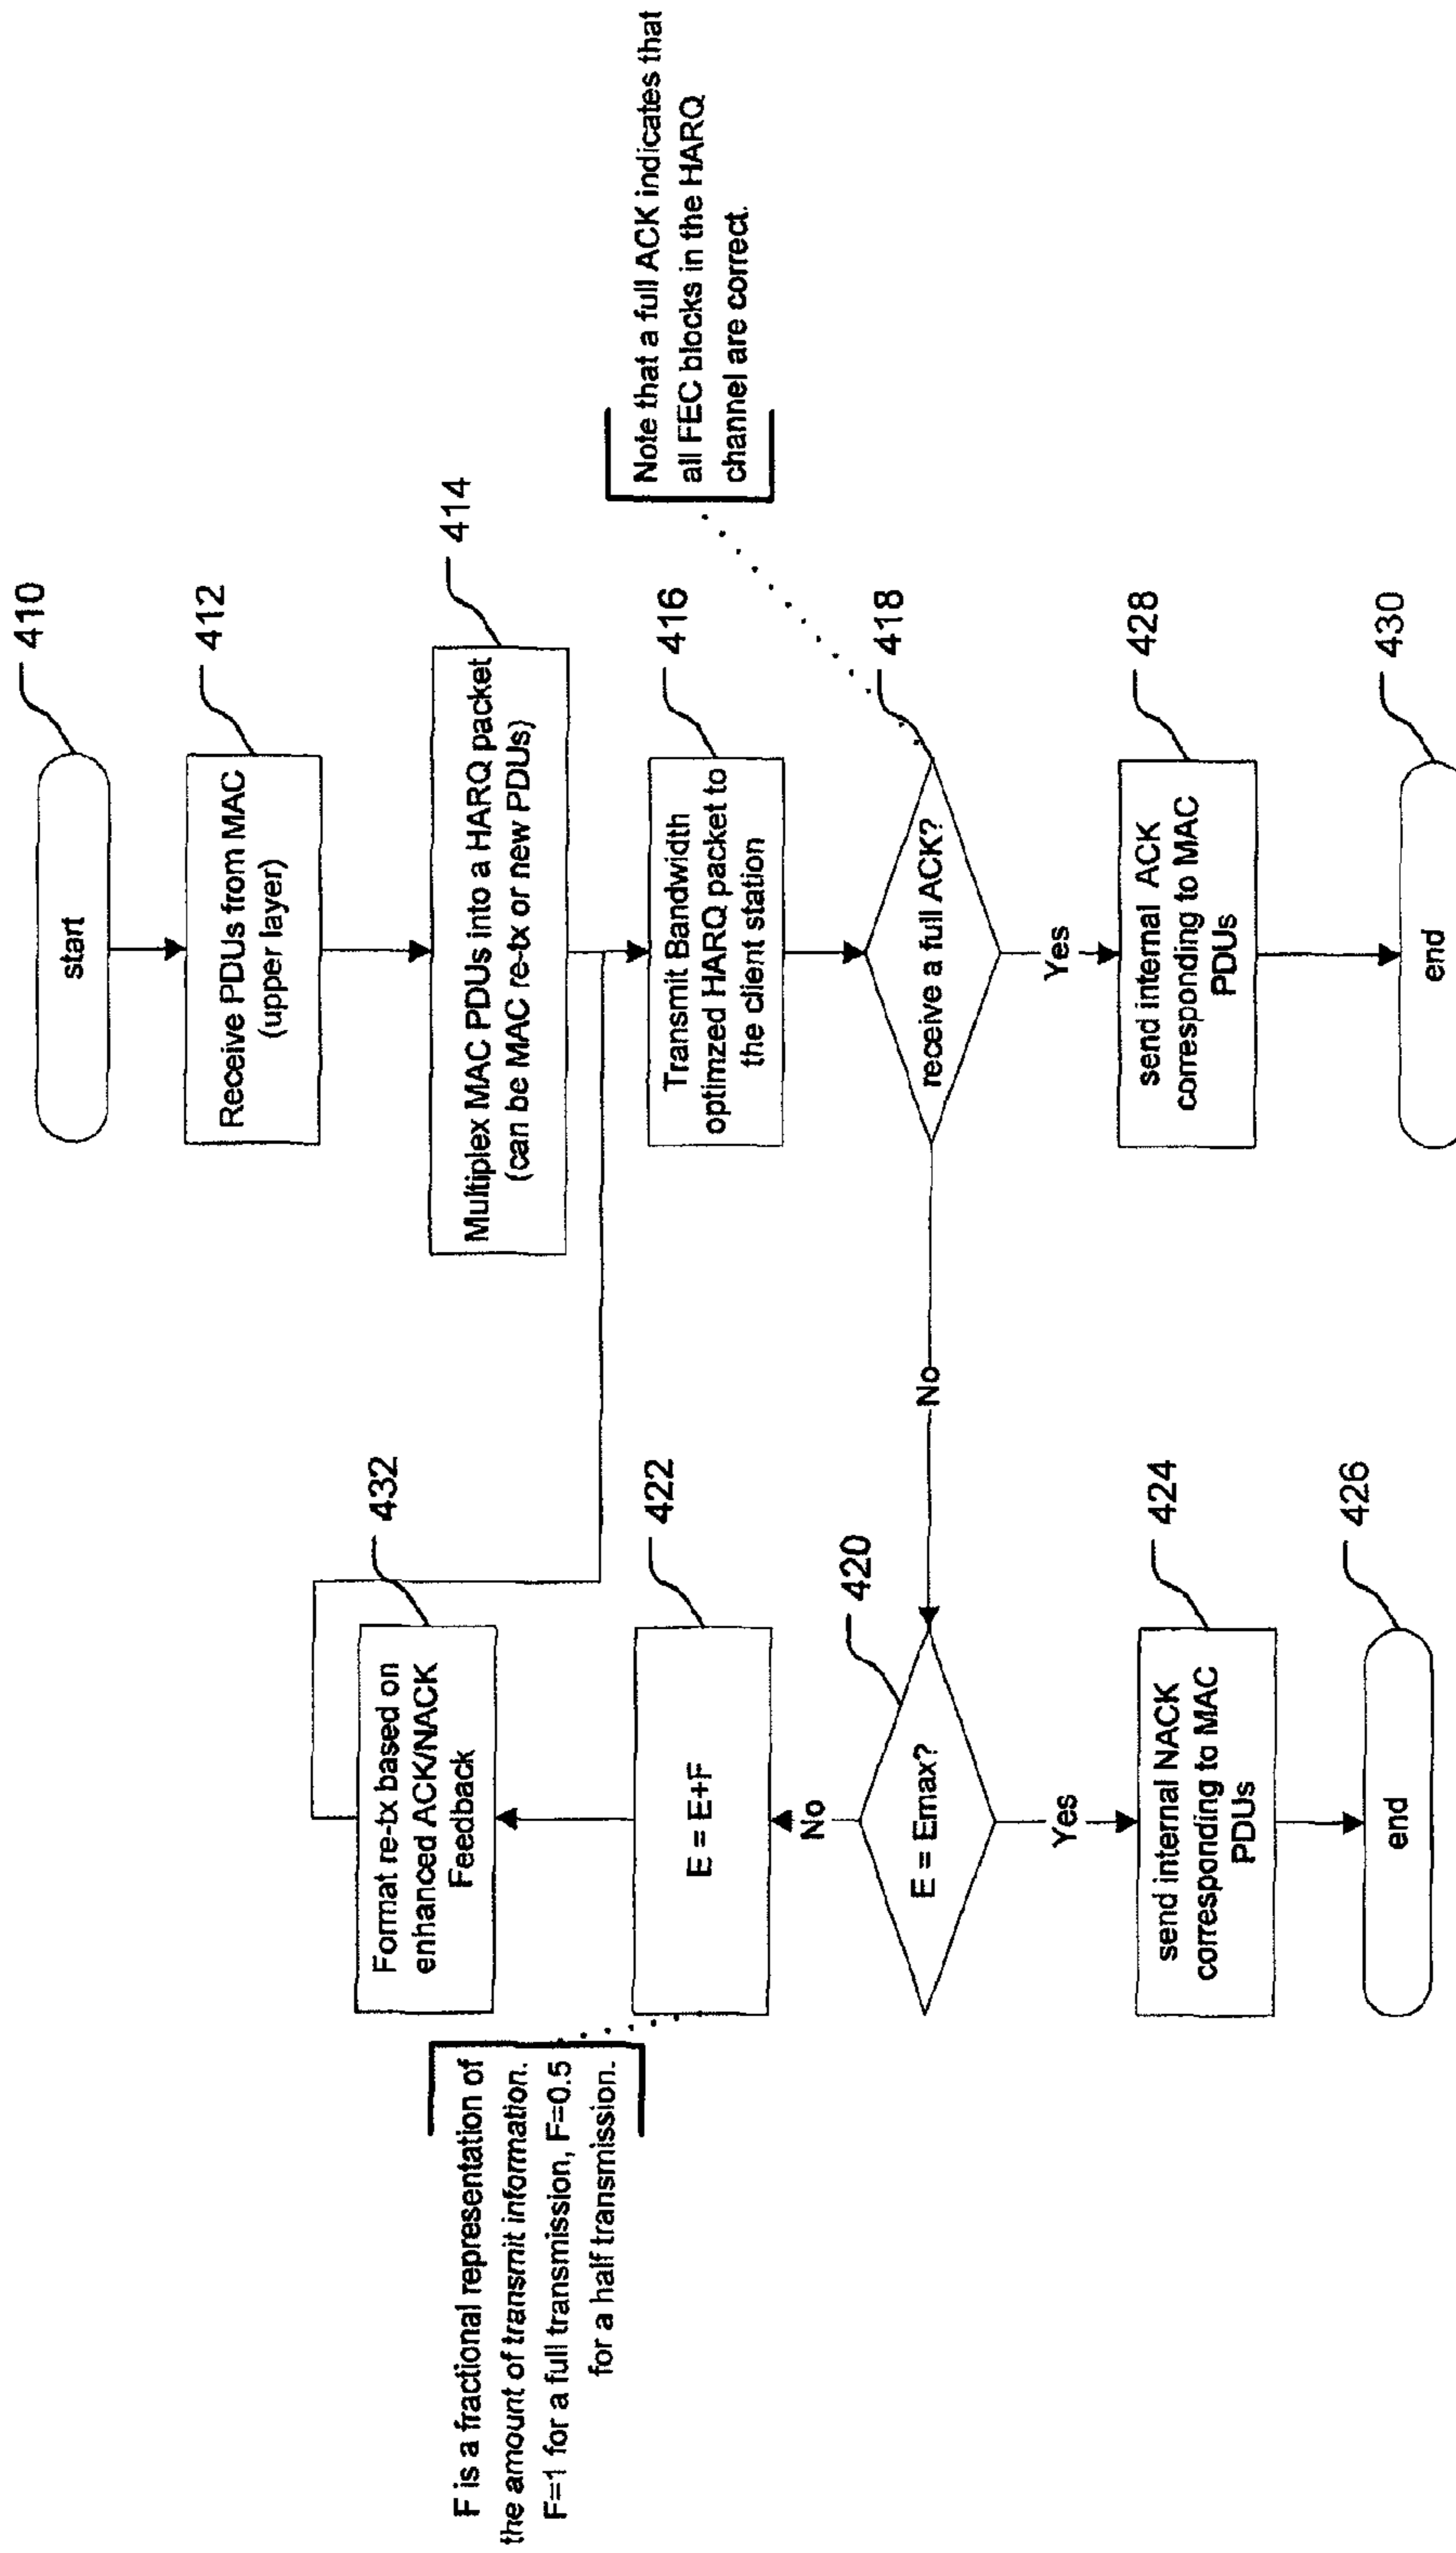 start
410
Receive PDUs from MAC
(upper layer)
412
Multiplex MAC PDUs into a HARQ packet
(can be MAC re-tx or new PDUs)
414
Transmit Bandwidth
optimzed HARQ packet to
the client station
416
receive a full ACK?
418
Note that a full ACK indicates that
all FEC blocks in the HARQ
channel are correct.
Yes
No
send internal ACK
corresponding to MAC
PDUs
428
end
430
Format re-tx based on
enhanced ACK/NACK
Feedback
432
E = E+F
422
F is a fractional representation of
the amount of transmit information.
F=1 for a full transmission, F=0.5
for a half transmission.
No
E = Emax?
420
Yes
send internal NACK
corresponding to MAC
PDUs
424
end
426